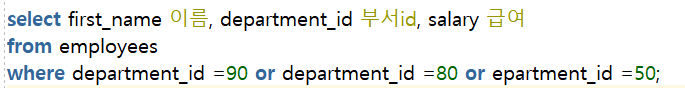 select first_name 이름, department_id 부서id, salary 급여
from employees
where department_id =90 or department_id =80 or epartment_id =50;